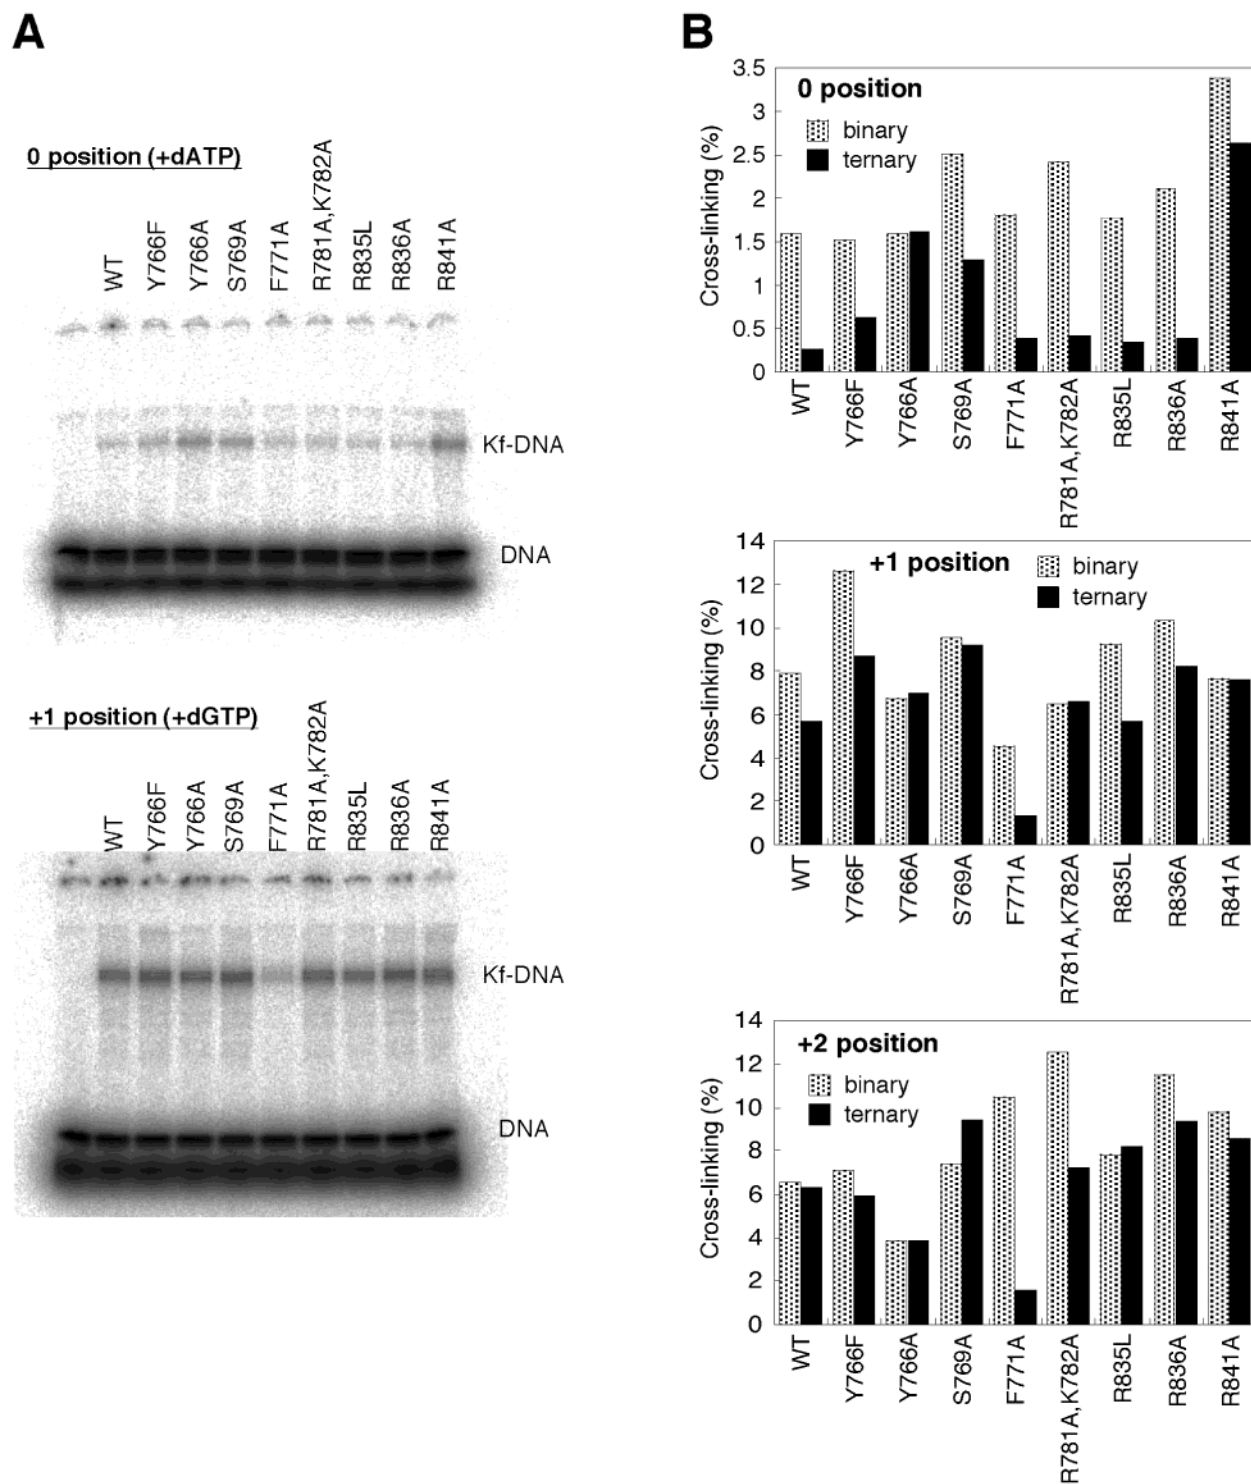 A
0 position (+dATP)
WT
Y766F
Y766A
S769A
F771A
R781A,K782A
R835L
R836A
R841A
Kf-DNA
DNA
+1 position (+dGTP)
WT
Y766F
Y766A
S769A
F771A
R781A,K782A
R835L
R836A
R841A
Kf-DNA
DNA
B
0 position
binary
ternary
Cross-linking (%)
3.5
3
2.5
2
1.5
1
0.5
0
WT
Y766F
Y766A
S769A
F771A
R781A,K782A
R835L
R836A
R841A
+1 position
binary
ternary
Cross-linking (%)
14
12
10
8
6
4
2
0
WT
Y766F
Y766A
S769A
F771A
R781A,K782A
R835L
R836A
R841A
+2 position
binary
ternary
Cross-linking (%)
14
12
10
8
6
4
2
0
WT
Y766F
Y766A
S769A
F771A
R781A,K782A
R835L
R836A
R841A